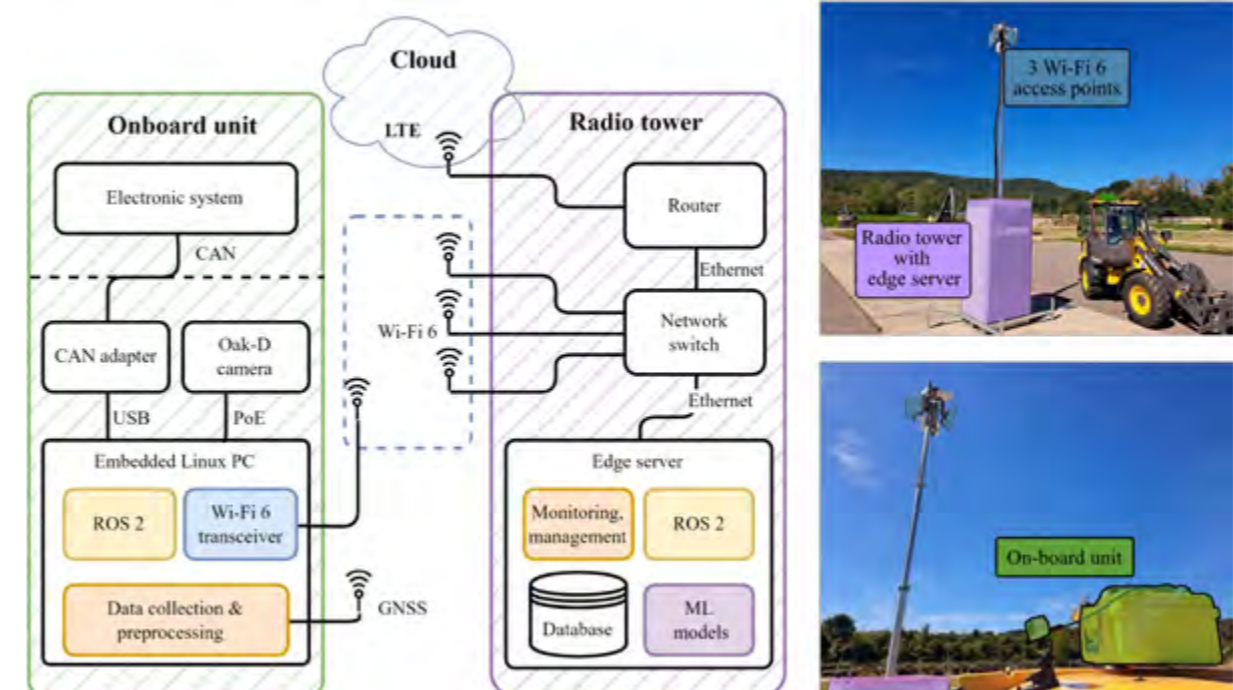 Cloud
LTE
Onboard unit
Electronic system
CAN
CAN adapter
Oak-D
camera
USB
PoE
Embedded Linux PC
ROS 2
Wi-Fi 6
transceiver
Data collection &
preprocessing
Wi-Fi 6
GNSS
Radio tower
Router
Ethernet
Network
switch
Ethernet
Edge server
Monitoring,
management
ROS 2
Database
ML
models
3 Wi-Fi 6
access points
Radio tower
with
edge server
On-board unit